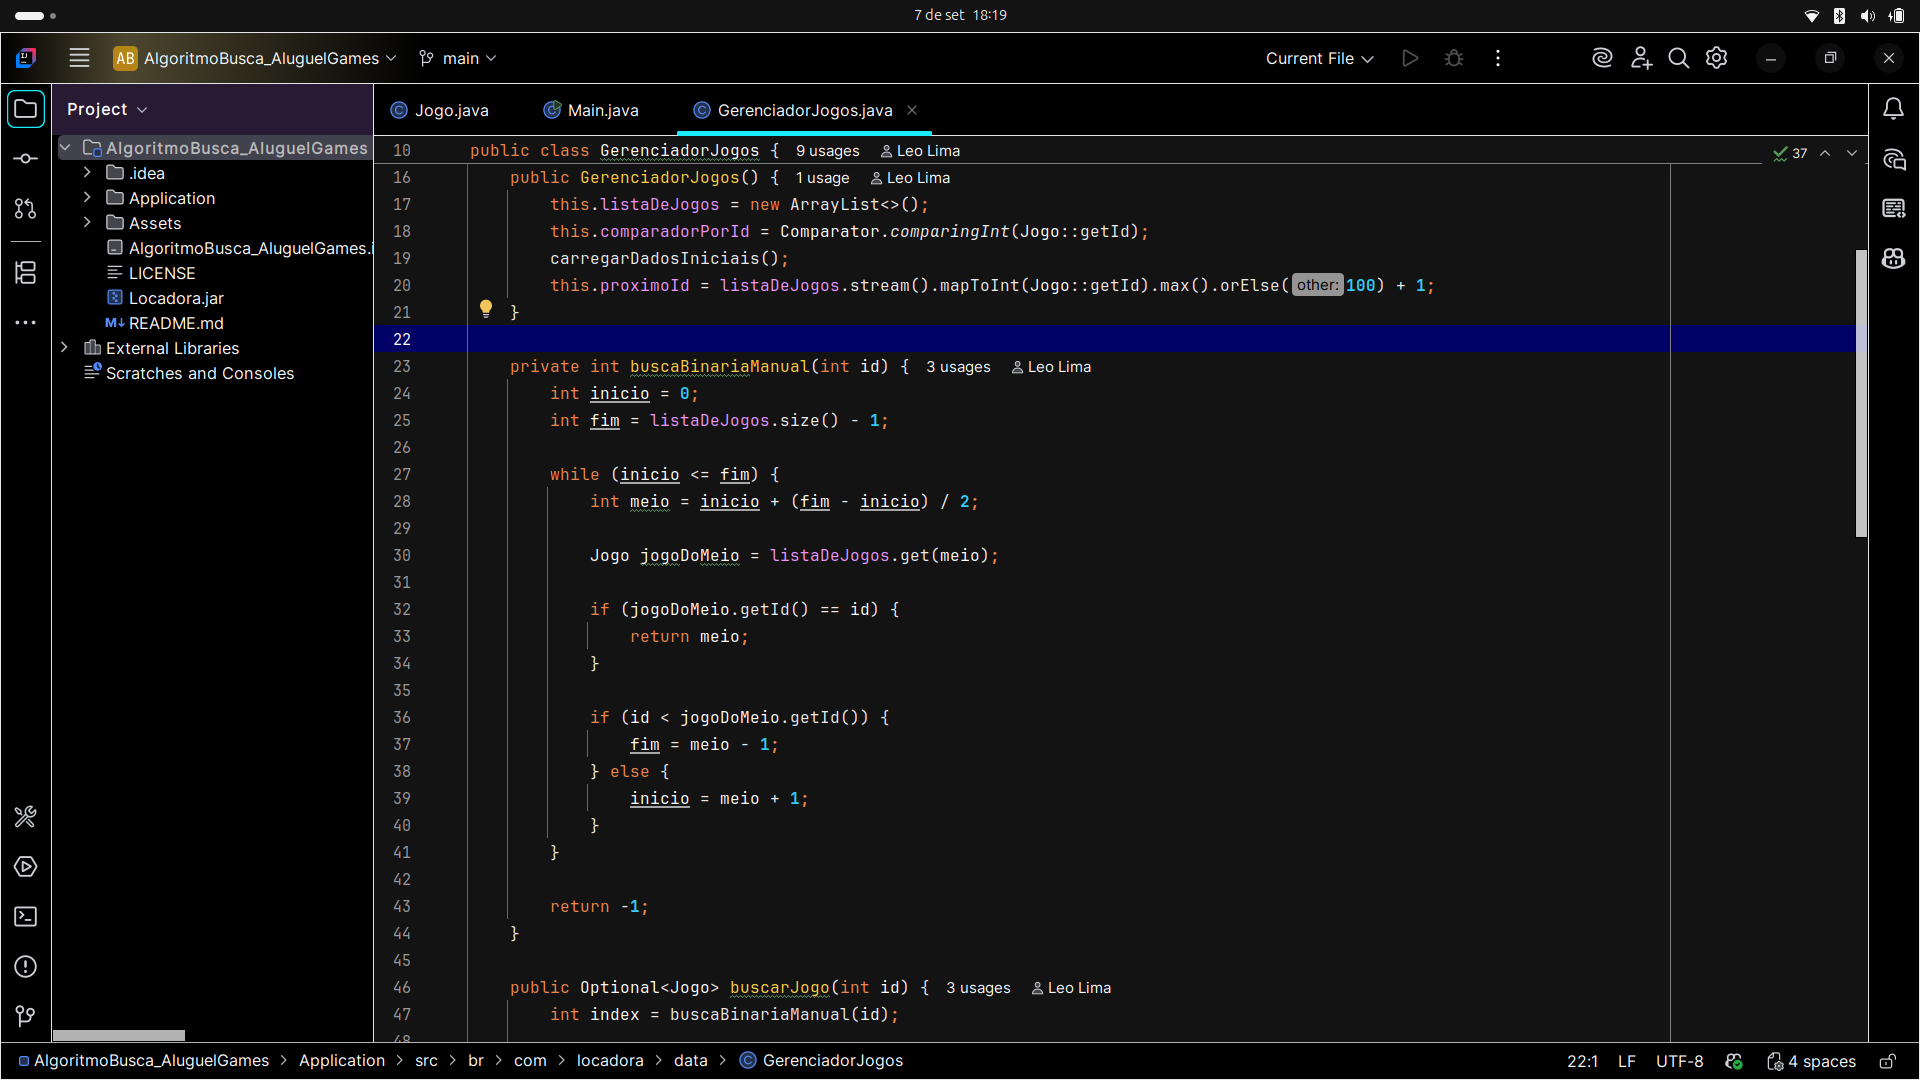 7 de set 18:19
AB AlgoritmoBusca_AluguelGames main Current File
Project
Jogo.java Main.java GerenciadorJogos.java
AlgoritmoBusca_AluguelGames
.idea
Application
Assets
AlgoritmoBusca_AluguelGames.i
LICENSE
Locadora.jar
M↓ README.md
External Libraries
Scratches and Consoles
37
10 public class GerenciadorJogos { 9 usages Leo Lima
16 public GerenciadorJogos() { 1 usage Leo Lima
17 this.listaDeJogos = new ArrayList<>();
18 this.comparadorPorId = Comparator.comparingInt(Jogo::getId);
19 carregarDadosIniciais();
20 this.proximoId = listaDeJogos.stream().mapToInt(Jogo::getId).max().orElse( other: 100) + 1;
21 }
22
23 private int buscaBinariaManual(int id) { 3 usages Leo Lima
24 int inicio = 0;
25 int fim = listaDeJogos.size() - 1;
26
27 while (inicio <= fim) {
28 int meio = inicio + (fim - inicio) / 2;
29
30 Jogo jogoDoMeio = listaDeJogos.get(meio);
31
32 if (jogoDoMeio.getId() == id) {
33 return meio;
34 }
35
36 if (id < jogoDoMeio.getId()) {
37 fim = meio - 1;
38 } else {
39 inicio = meio + 1;
40 }
41 }
42
43 return -1;
44 }
45
46 public Optional<Jogo> buscarJogo(int id) { 3 usages Leo Lima
47 int index = buscaBinariaManual(id);
48
AlgoritmoBusca_AluguelGames > Application > src > br > com > locadora > data > GerenciadorJogos
22:1 LF UTF-8 4 spaces